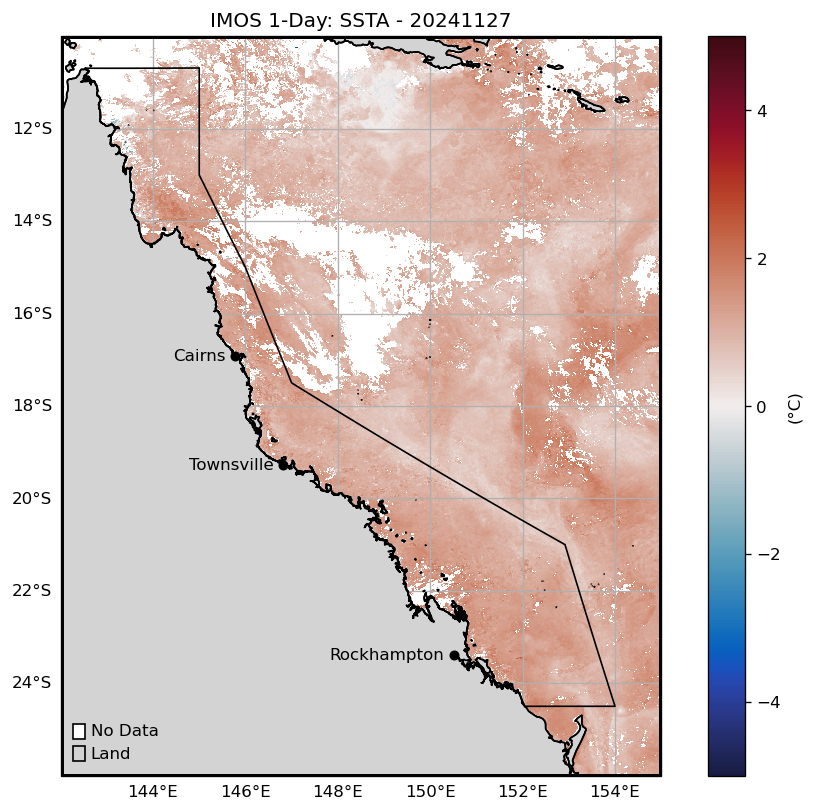 IMOS 1-Day: SSTA - 20241127
12°S
14°S
16°S
18°S
20°S
22°S
24°S
Cairns
Townsville
Rockhampton
No Data
Land
144°E 146°E 148°E 150°E 152°E 154°E
4
2
0
−2
−4
(°C)